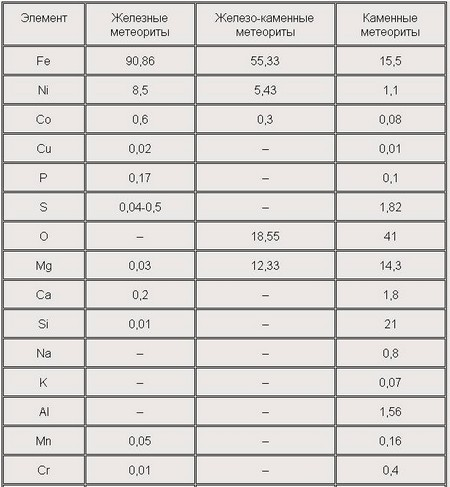 Элемент Железные метеориты Железо-каменные метеориты Каменные метеориты
Fe 90,86 55,33 15,5
Ni 8,5 5,43 1,1
Co 0,6 0,3 0,08
Cu 0,02 – 0,01
P 0,17 – 0,1
S 0,04-0,5 – 1,82
O – 18,55 41
Mg 0,03 12,33 14,3
Ca 0,2 – 1,8
Si 0,01 – 21
Na – – 0,8
K – – 0,07
Al – – 1,56
Mn 0,05 – 0,16
Cr 0,01 – 0,4